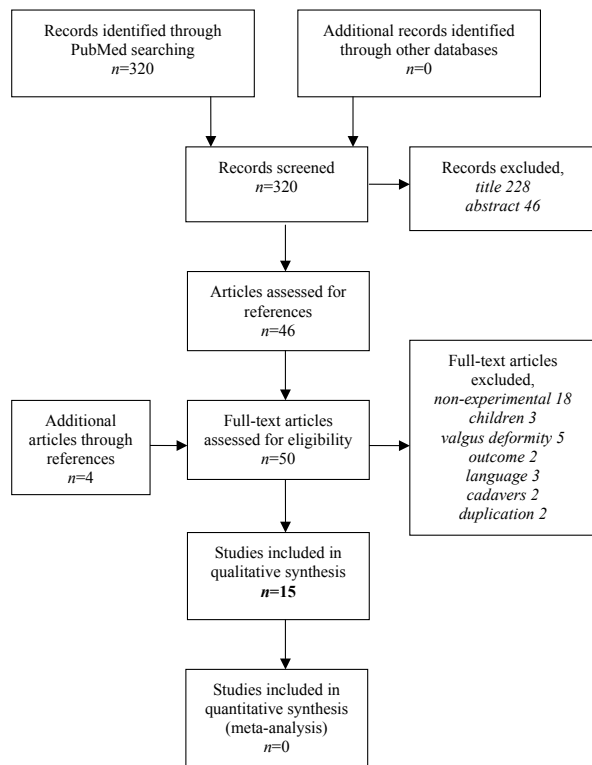 Records identified through
PubMed searching
n=320
Additional records identified
through other databases
n=0
Records screened
n=320
Records excluded,
title 228
abstract 46
Articles assessed for
references
n=46
Additional
articles through
references
n=4
Full-text articles
assessed for eligibility
n=50
Full-text articles
excluded,
non-experimental 18
children 3
valgus deformity 5
outcome 2
language 3
cadavers 2
duplication 2
Studies included in
qualitative synthesis
n=15
Studies included in
quantitative synthesis
(meta-analysis)
n=0